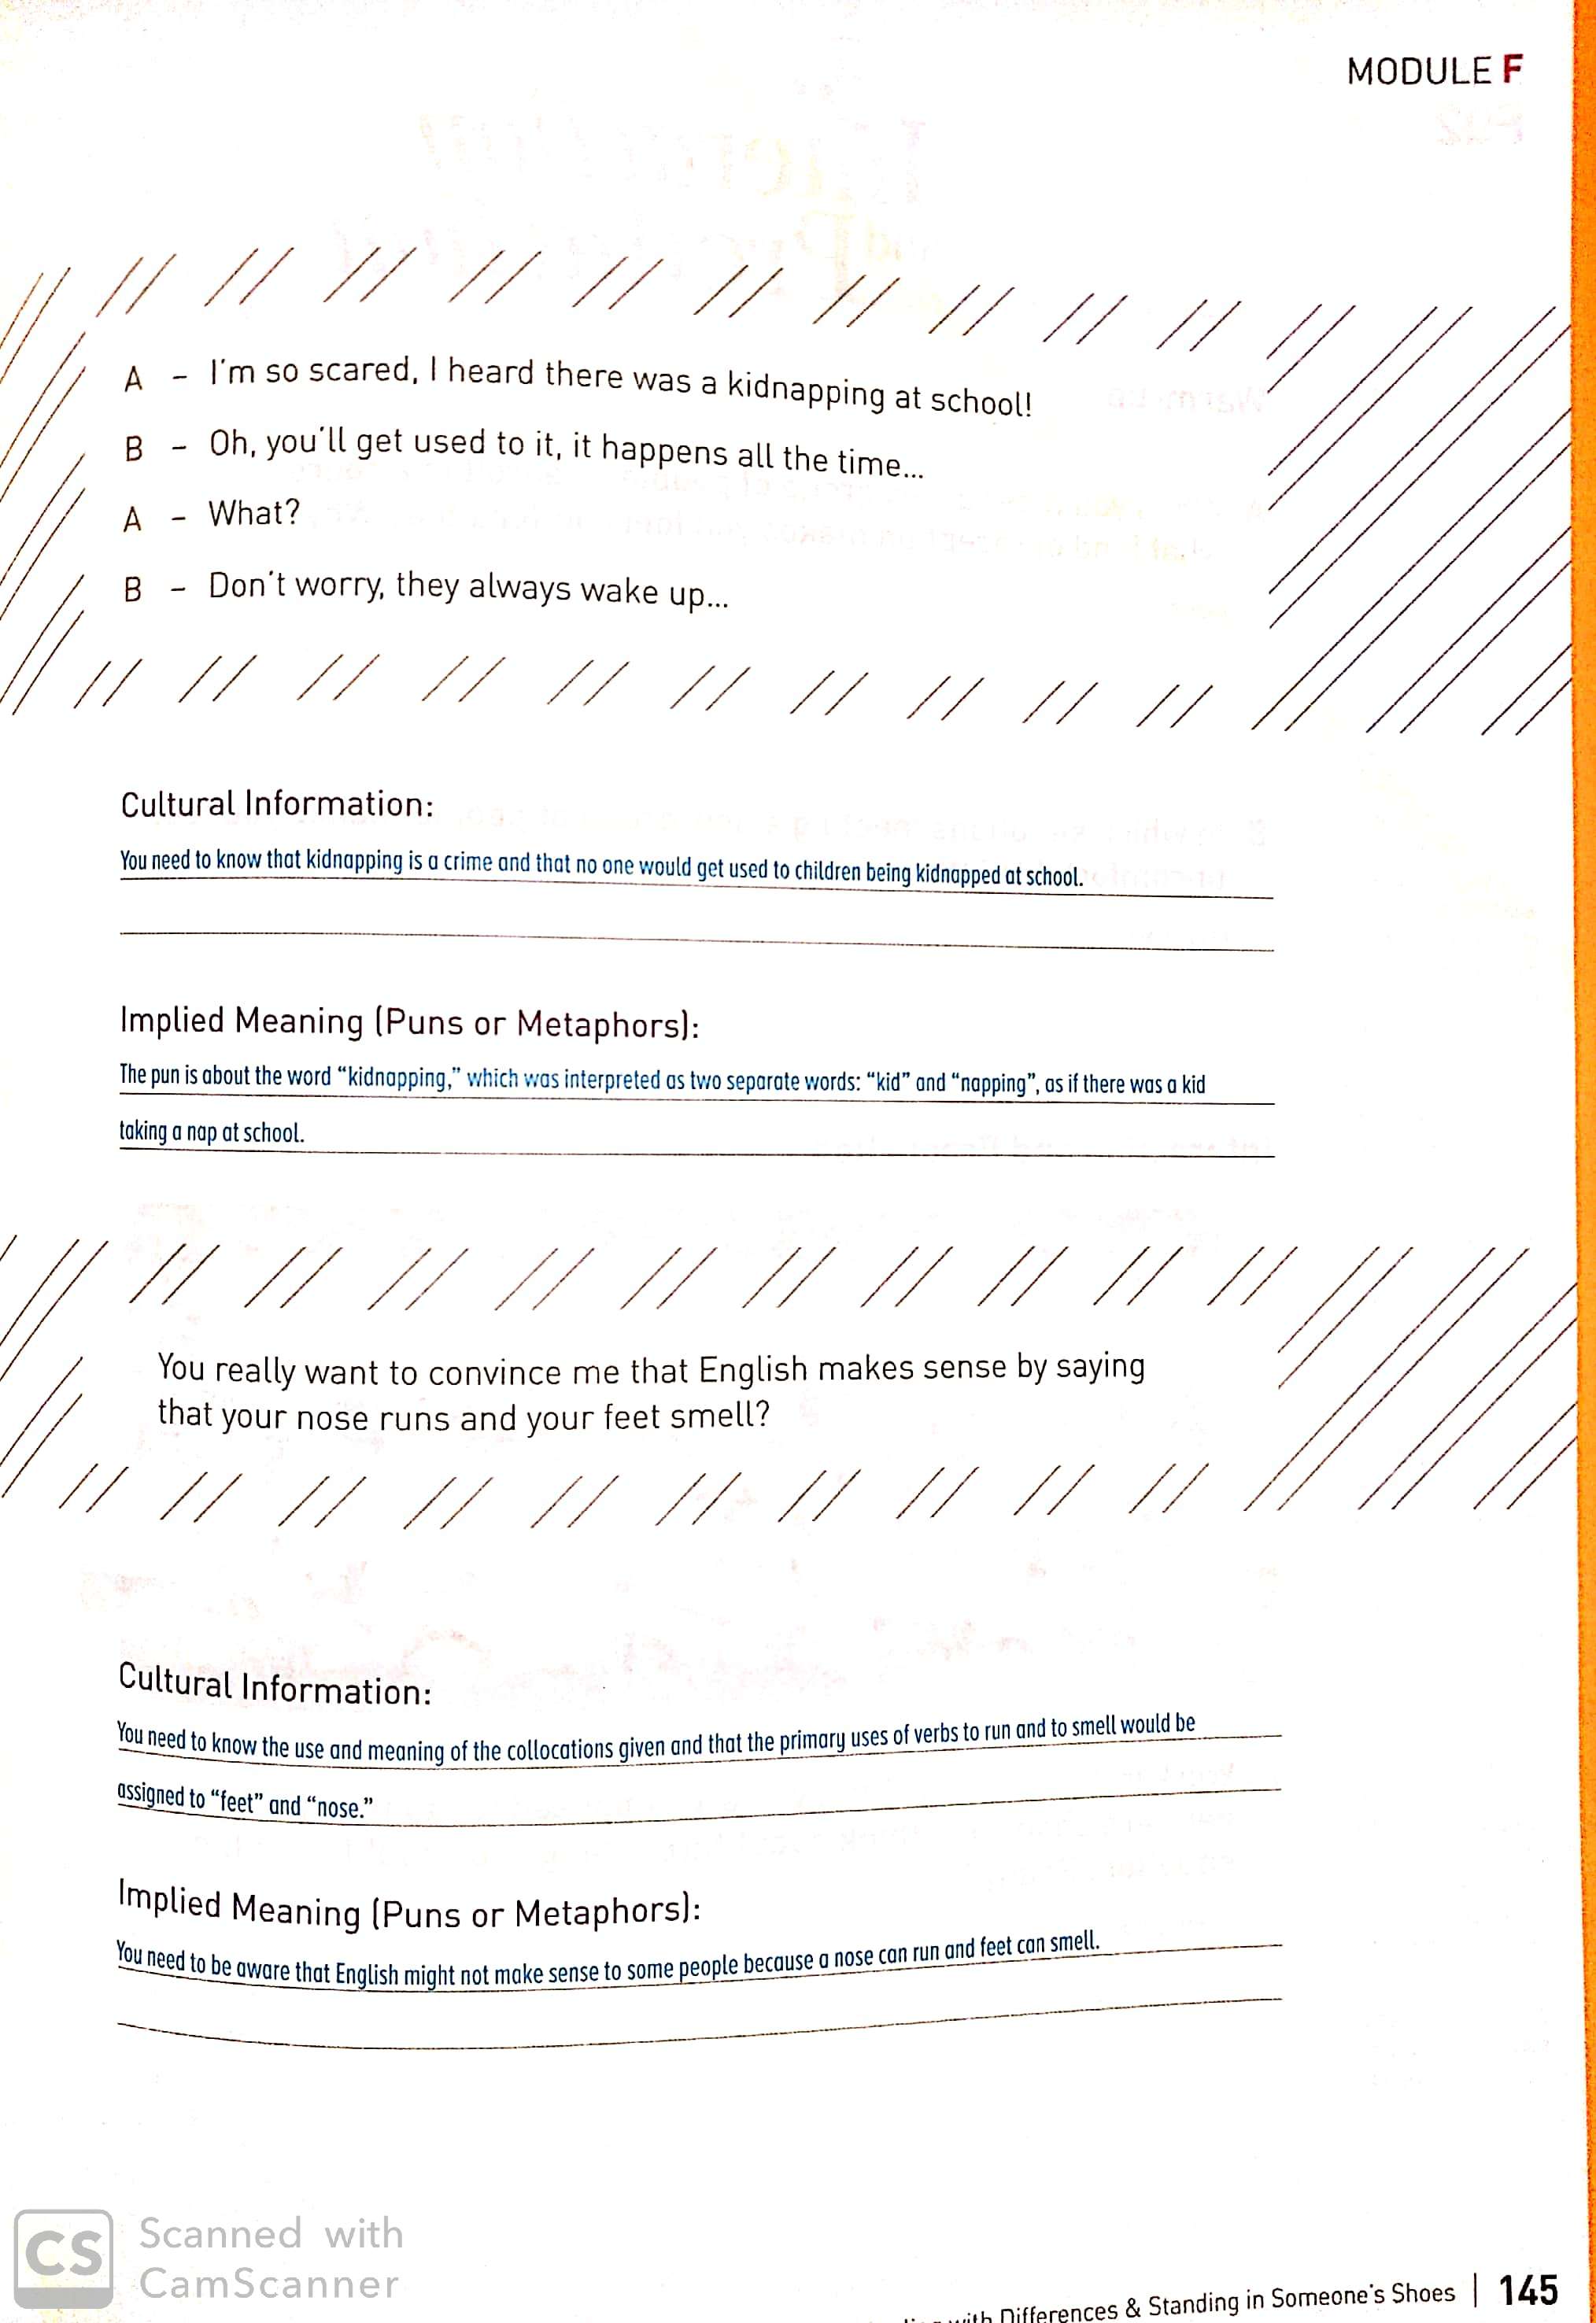 MODULE F
A - I'm so scared, I heard there was a kidnapping at school!
B - Oh, you'll get used to it, it happens all the time...
A - What?
B - Don't worry, they always wake up...
Cultural Information:
You need to know that kidnapping is a crime and that no one would get used to children being kidnapped at school.
Implied Meaning (Puns or Metaphors):
The pun is about the word “kidnapping,” which was interpreted as two separate words: “kid” and “napping”, as if there was a kid
taking a nap at school.
You really want to convince me that English makes sense by saying
that your nose runs and your feet smell?
Cultural Information:
You need to know the use and meaning of the collocations given and that the primary uses of verbs to run and to smell would be
assigned to “feet” and “nose.”
Implied Meaning (Puns or Metaphors):
You need to be aware that English might not make sense to some people because a nose can run and feet can smell.
CS Scanned with
CamScanner
with Differences & Standing in Someone's Shoes | 145